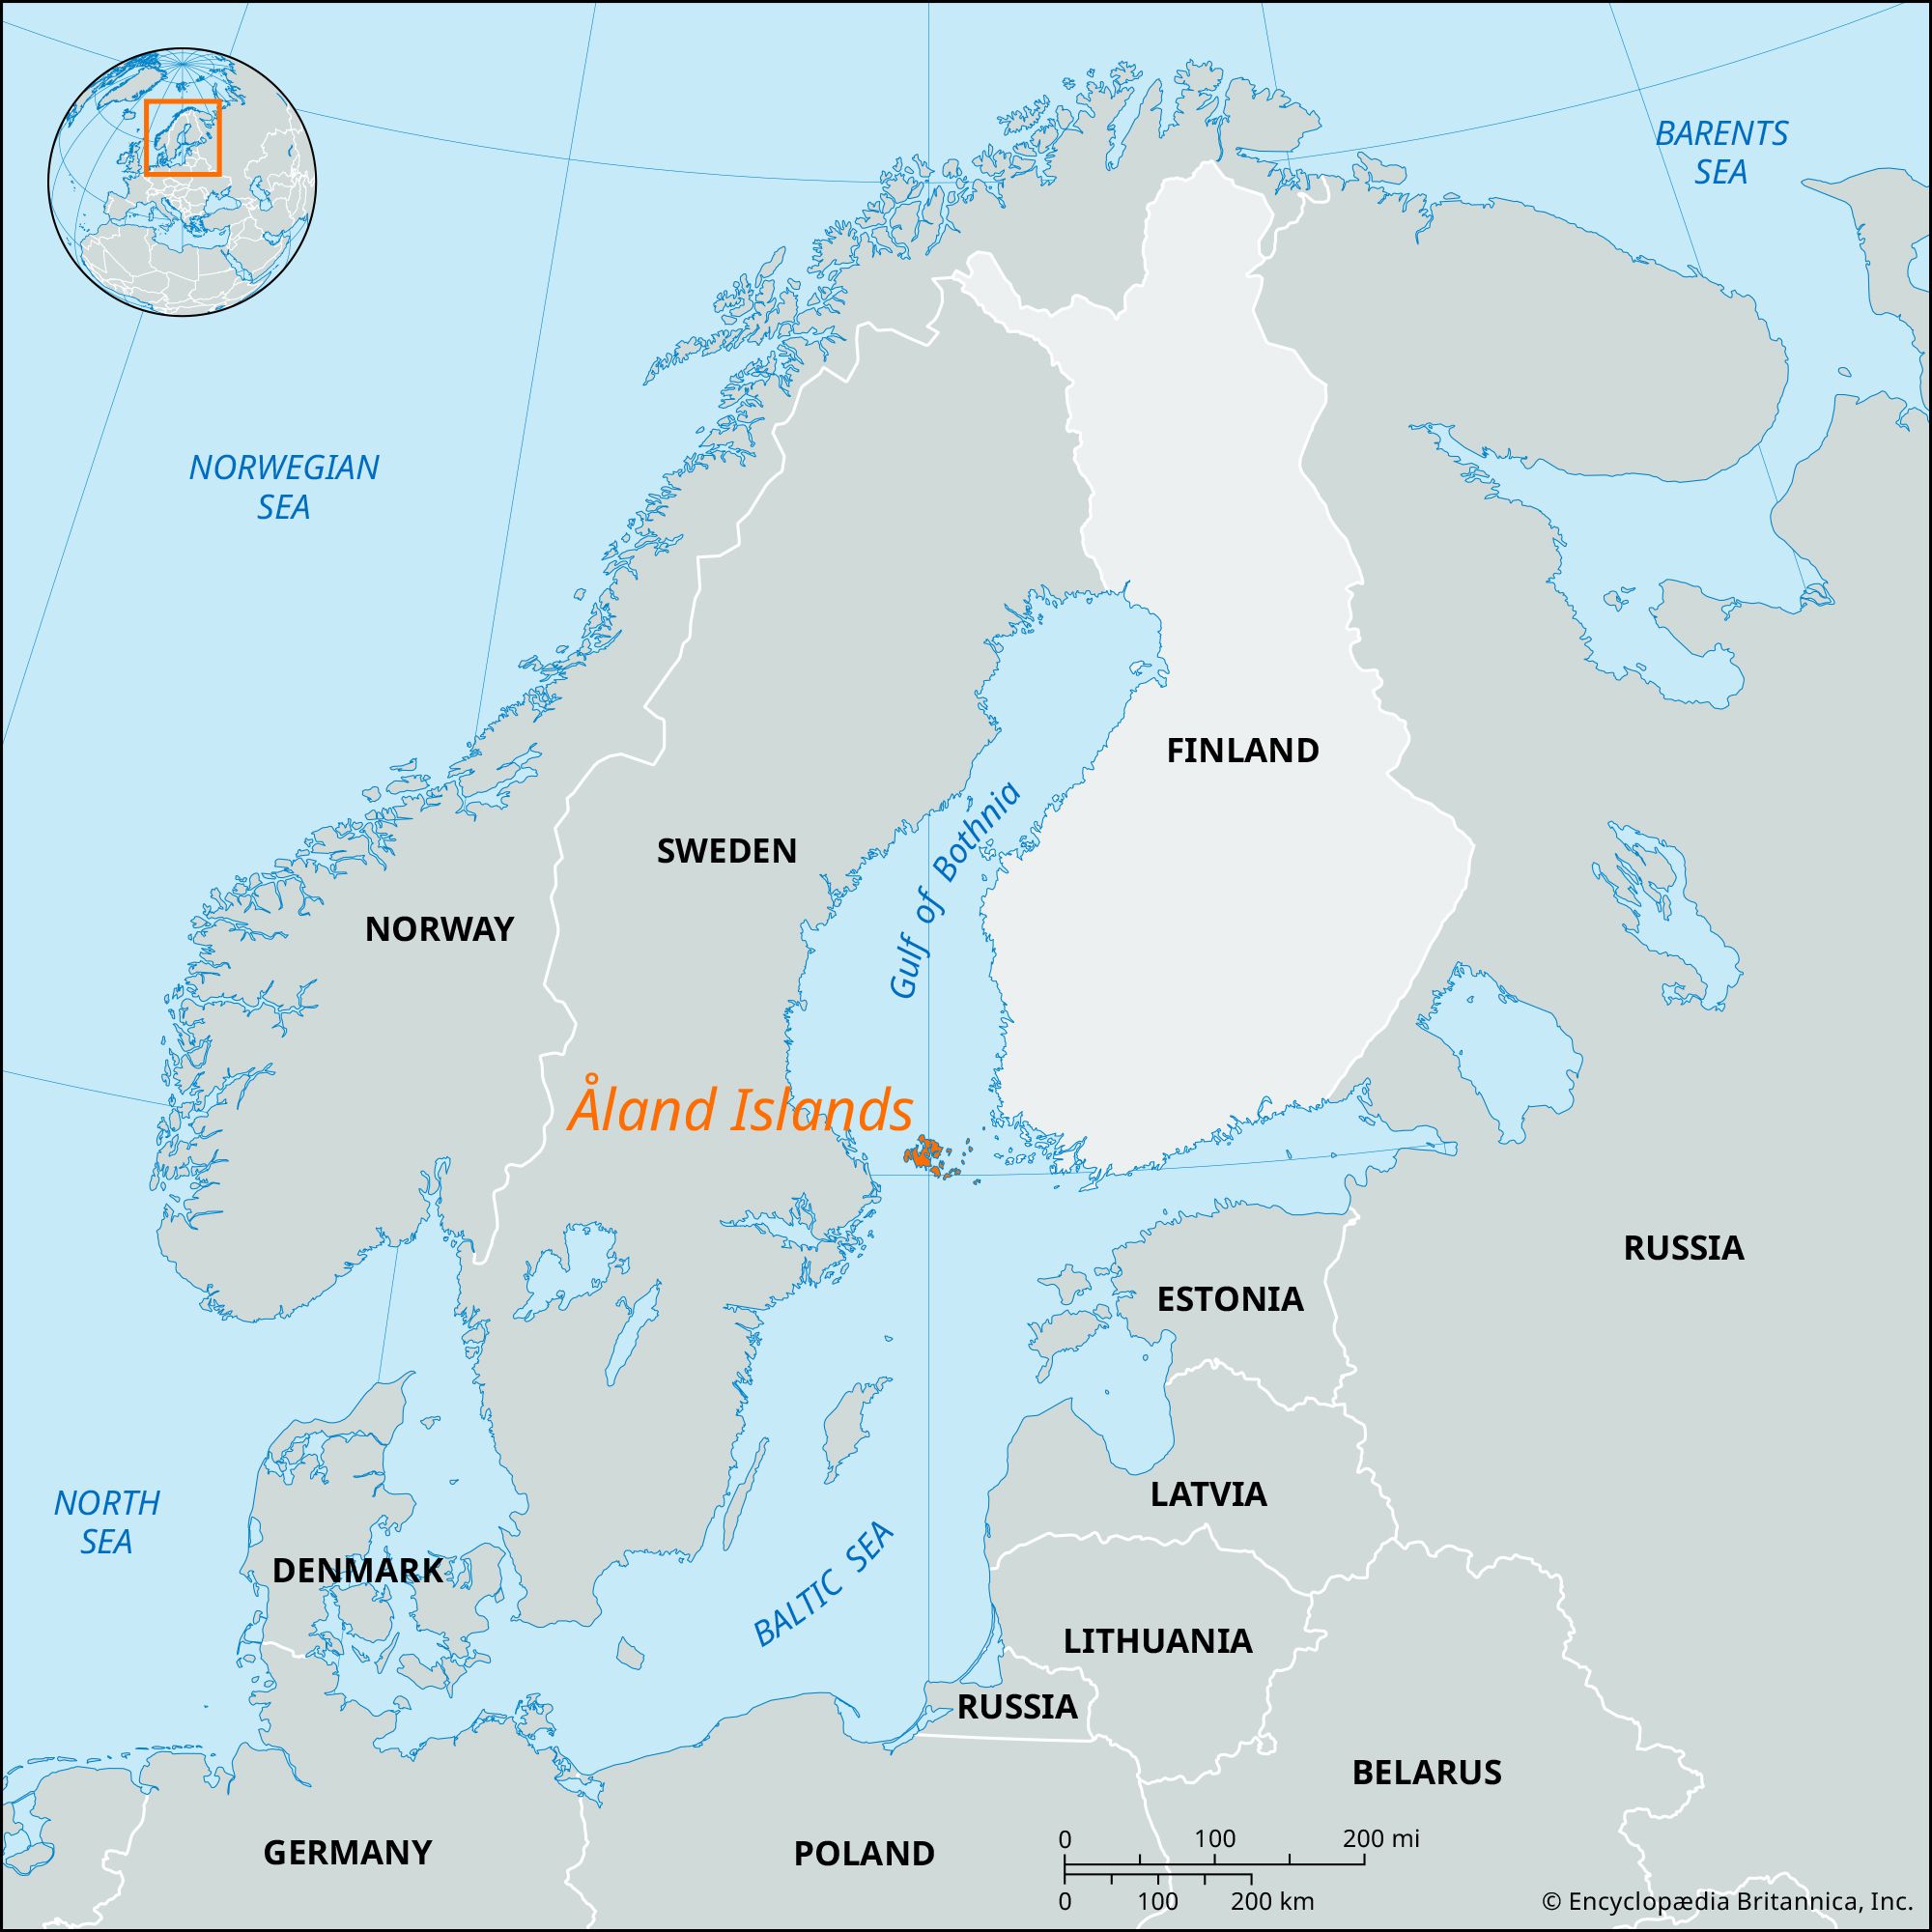 BARENTS
SEA
NORWEGIAN
SEA
FINLAND
Gulf of Bothnia
SWEDEN
NORWAY
Åland Islands
RUSSIA
ESTONIA
LATVIA
NORTH
SEA
DENMARK
BALTIC SEA
LITHUANIA
RUSSIA
BELARUS
GERMANY
POLAND
0 100 200 mi
0 100 200 km
© Encyclopædia Britannica, Inc.